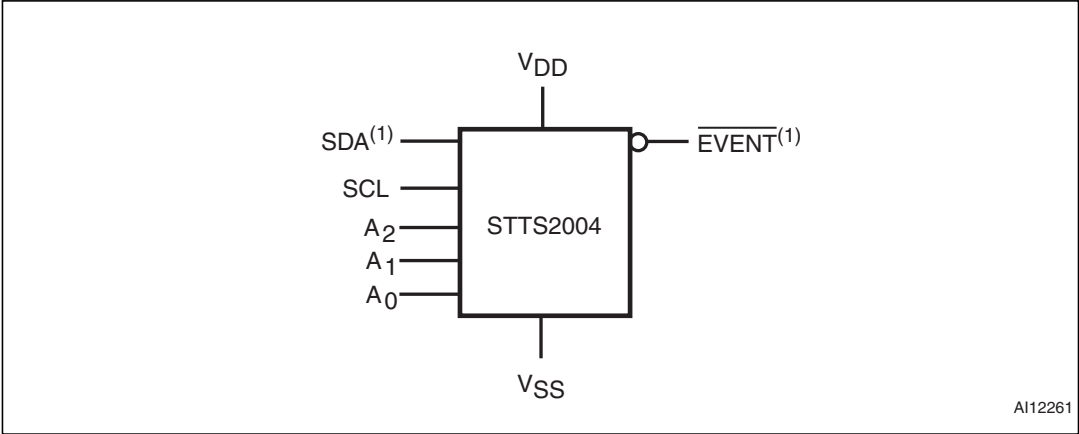 VDD
SDA(1)
EVENT(1)
SCL
A2
STTS2004
A1
A0
VSS
AI12261